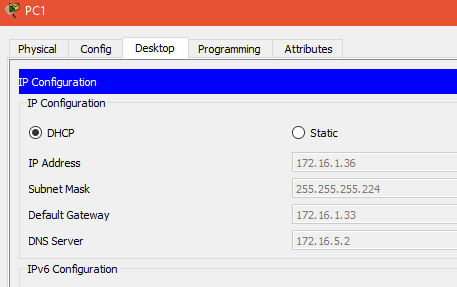 PC1
Physical Config Desktop Programming Attributes
IP Configuration
IP Configuration
DHCP Static
IP Address 172.16.1.36
Subnet Mask 255.255.255.224
Default Gateway 172.16.1.33
DNS Server 172.16.5.2
IPv6 Configuration